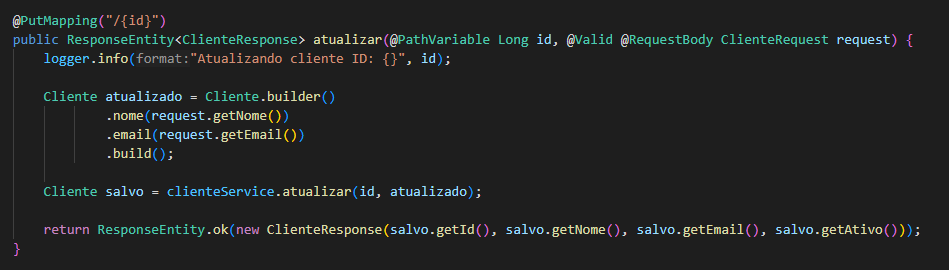 @PutMapping("/{id}")
public ResponseEntity<ClienteResponse> atualizar(@PathVariable Long id, @Valid @RequestBody ClienteRequest request) {
logger.info(format:"Atualizando cliente ID: {}", id);
Cliente atualizado = Cliente.builder()
.nome(request.getNome())
.email(request.getEmail())
.build();
Cliente salvo = clienteService.atualizar(id, atualizado);
return ResponseEntity.ok(new ClienteResponse(salvo.getId(), salvo.getNome(), salvo.getEmail(), salvo.getAtivo()));
}